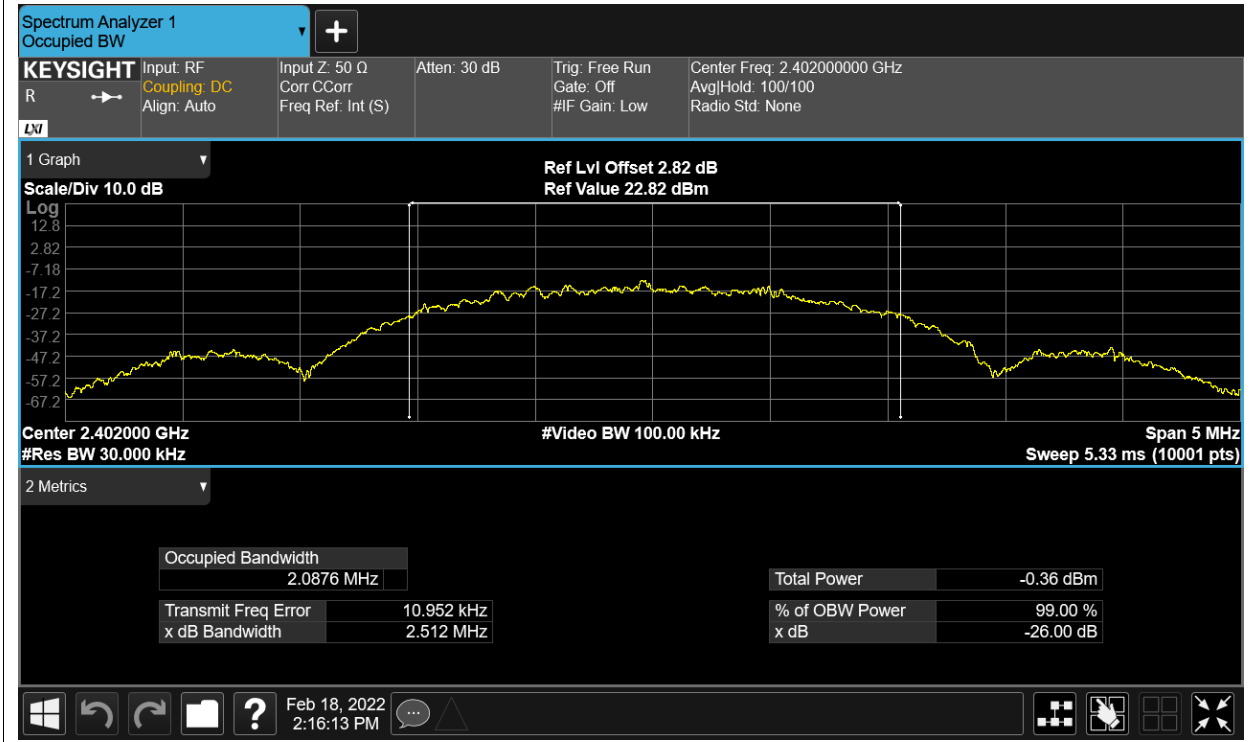 Spectrum Analyzer 1
Occupied BW
KEYSIGHT
R
LXI
Input: RF
Coupling: DC
Align: Auto
Input Z: 50 Ω
Corr CCorr
Freq Ref: Int (S)
Atten: 30 dB
Trig: Free Run
Gate: Off
#IF Gain: Low
Center Freq: 2.402000000 GHz
Avg|Hold: 100/100
Radio Std: None
1 Graph
Scale/Div 10.0 dB
Ref Lvl Offset 2.82 dB
Ref Value 22.82 dBm
Log
12.8
2.82
-7.18
-17.2
-27.2
-37.2
-47.2
-57.2
-67.2
Center 2.402000 GHz
#Video BW 100.00 kHz
Span 5 MHz
#Res BW 30.000 kHz
Sweep 5.33 ms (10001 pts)
2 Metrics
Occupied Bandwidth
2.0876 MHz
Total Power -0.36 dBm
Transmit Freq Error 10.952 kHz
% of OBW Power 99.00 %
x dB Bandwidth 2.512 MHz
x dB -26.00 dB
Feb 18, 2022
2:16:13 PM